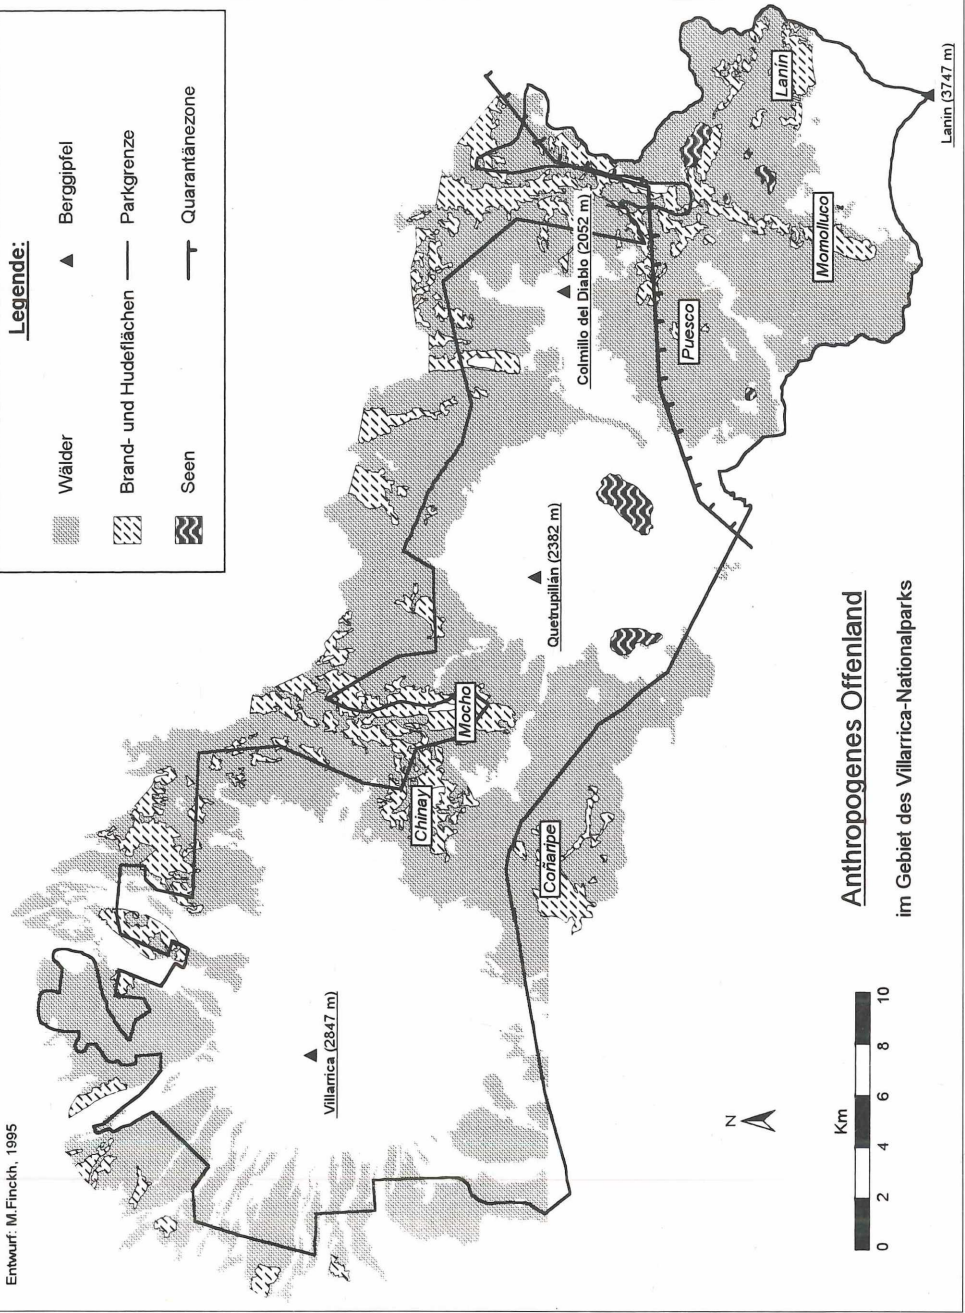 Entwurf: M.Finckh, 1995
Legende:
Wälder
Berggipfel
Brand- und Hudeflächen
Parkgrenze
Seen
Quarantänezone
Villarrica (2847 m)
Chinay
Mocho
Coñaripe
Quetrupillán (2382 m)
Colmillo del Diablo (2052 m)
Puesco
Momolluco
Lanin
Lanin (3747 m)
N
Km
0 2 4 6 8 10
Anthropogenes Offenland
im Gebiet des Villarrica-Nationalparks